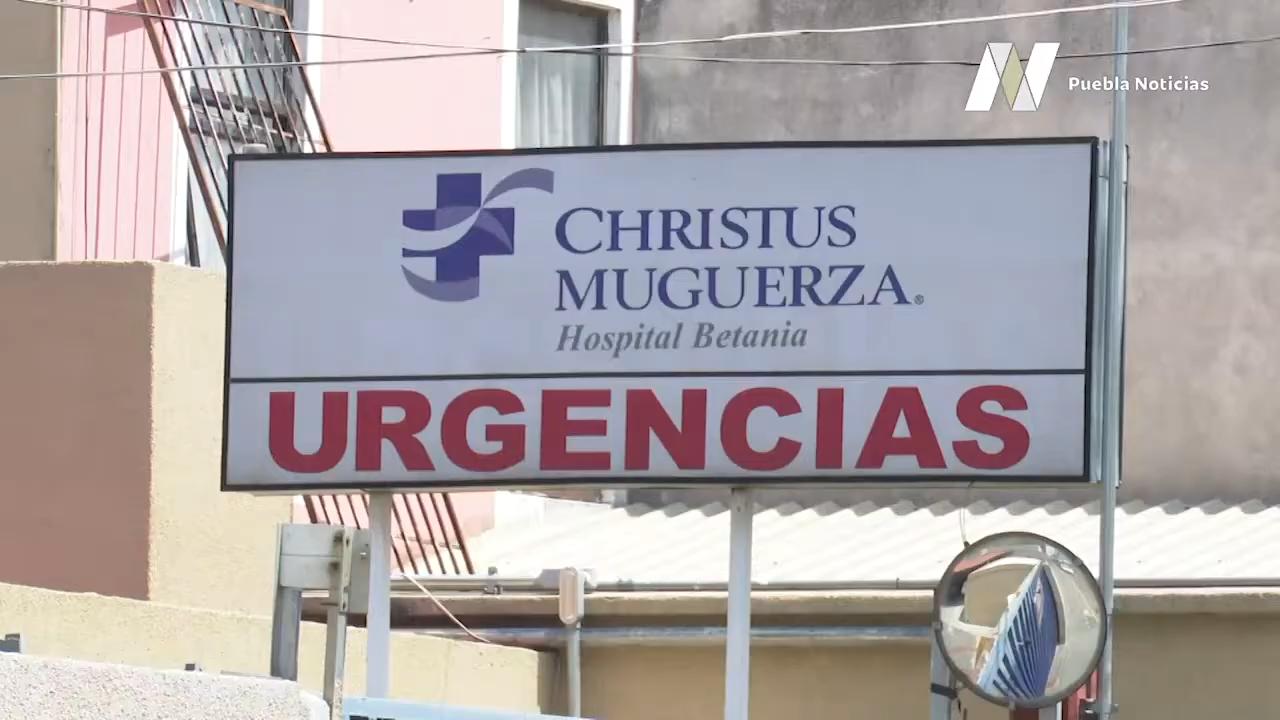 Puebla Noticias
CHRISTUS
MUGUERZA®
Hospital Betania
URGENCIAS